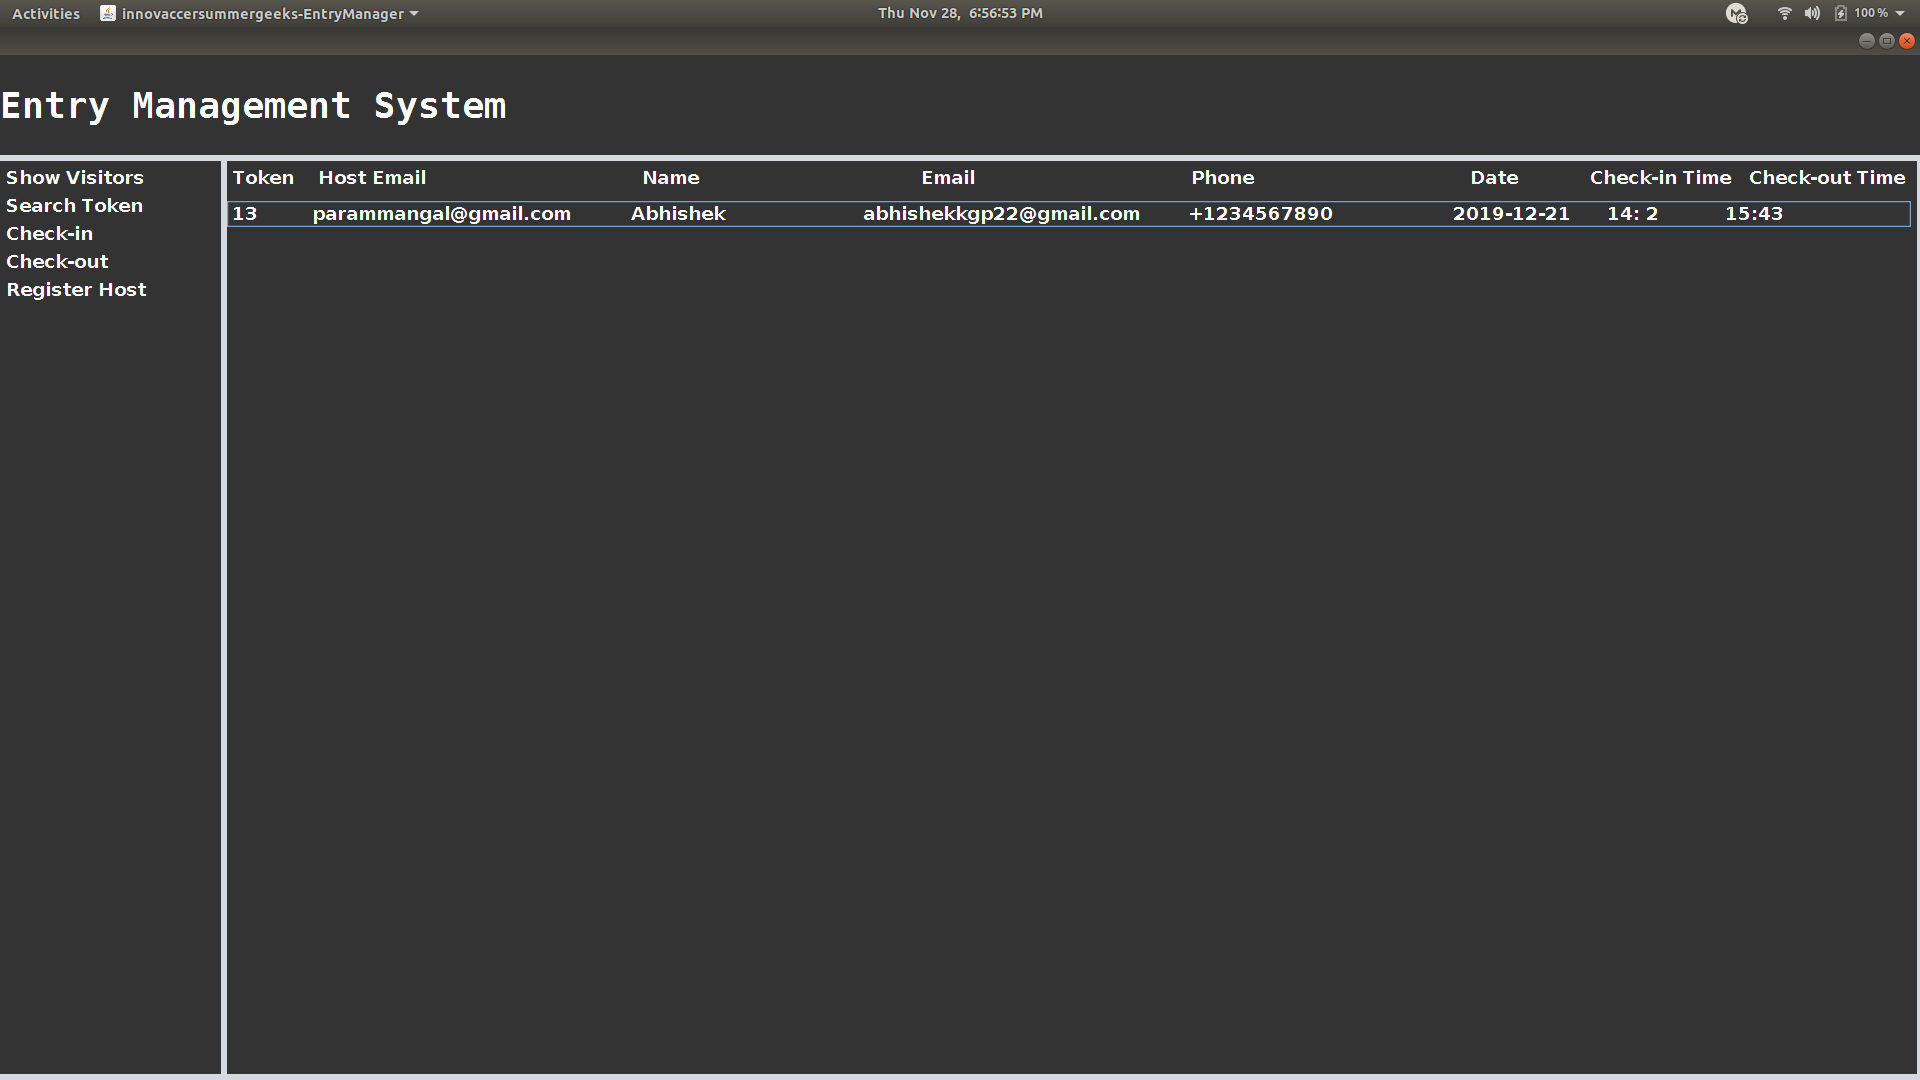 Activities innovaccersummergeeks-EntryManager Thu Nov 28, 6:56:53 PM 100 %
Entry Management System
Show Visitors
Search Token
Check-in
Check-out
Register Host
Token Host Email Name Email Phone Date Check-in Time Check-out Time
13 parammangal@gmail.com Abhishek abhishekkgp22@gmail.com +1234567890 2019-12-21 14: 2 15:43